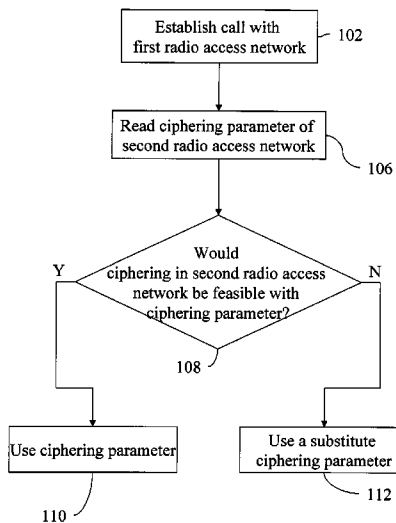 Establish call with
first radio access network
102
Read ciphering parameter of
second radio access network
106
Would
ciphering in second radio access
network be feasible with
ciphering parameter?
Y
N
108
Use ciphering parameter
110
Use a substitute
ciphering parameter
112